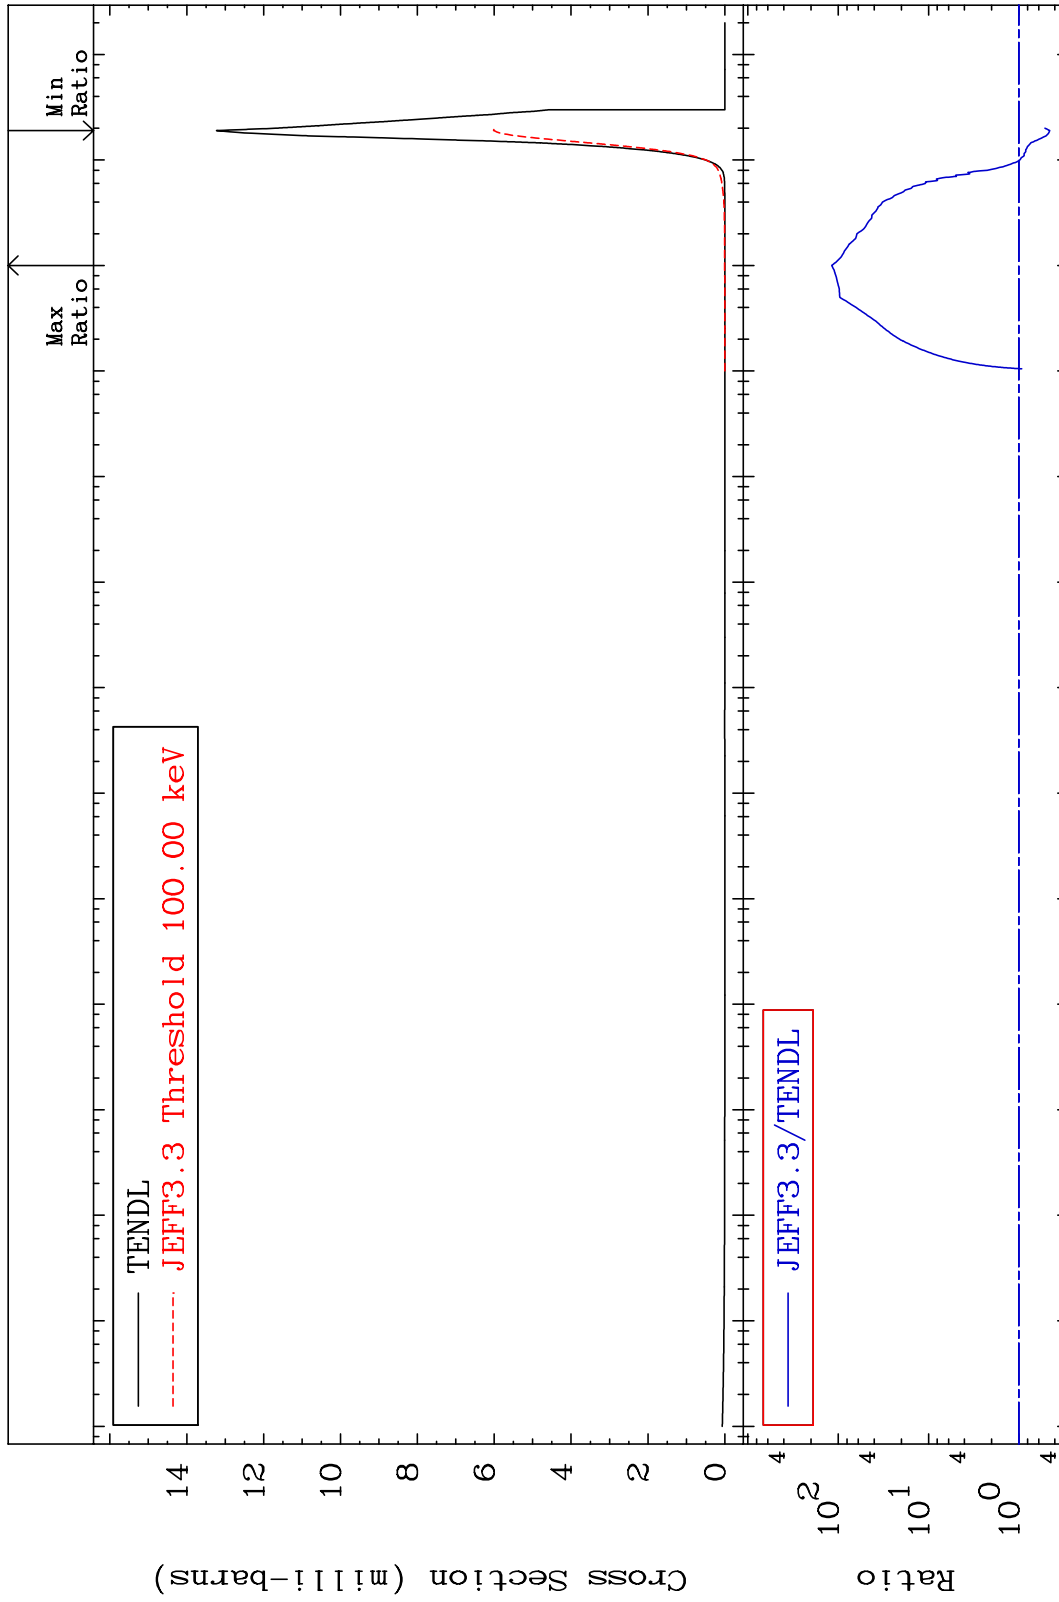 Max
Ratio
Min
Ratio
TENDL
JEFF3.3 Threshold 100.00 keV
14
12
10
8
6
4
2
0
Cross Section (milli-barns)
JEFF3.3/TENDL
4
10 2
4
10 1
4
10 0
4
Ratio